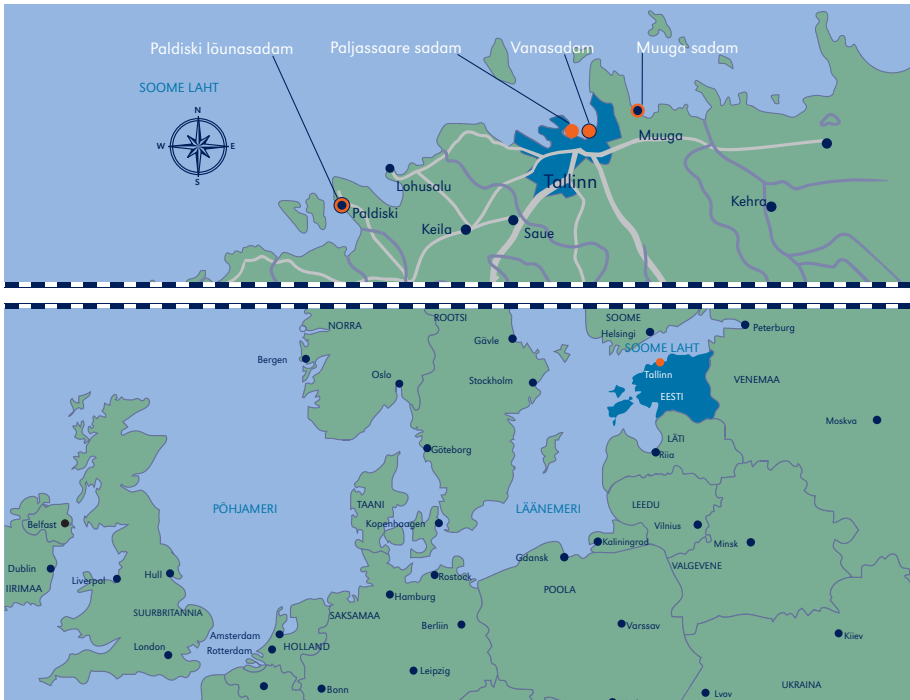 Paldiski lõunasadam
Paljassaare sadam
Vanasadam
Muuga sadam
SOOME LAHT
N
W
E
S
Muuga
Lohusalu
Tallinn
Paldiski
Keila
Saue
Kehra
NORRA
ROOTSI
SOOME
Helsingi
Peterburg
Gävle
SOOME LAHT
Bergen
Oslo
Stockholm
Tallinn
VENEMAA
EESTI
Moskva
LÄTI
Göteborg
Riia
TAANI
LEEDU
PÕHJAMERI
LÄÄNEMERI
Belfast
Kopenhaagen
Vilnius
Kaliningrad
Minsk
Gdansk
VALGEVENE
Dublin
Hull
Liverpol
Rostock
IIRIMAA
POOLA
Hamburg
SUURBRITANNIA
SAKSAMAA
Berliin
Varssav
Amsterdam
Kiiev
London
HOLLAND
Rotterdam
Leipzig
UKRAINA
Bonn
Lvov